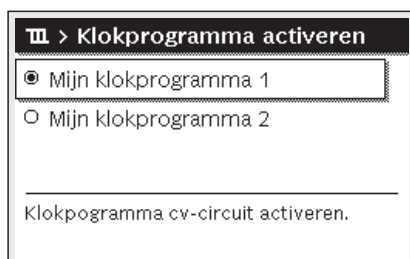 > Klokprogramma activeren
Mijn klokprogramma 1
Mijn klokprogramma 2
Klokpogramma cv-circuit activeren.